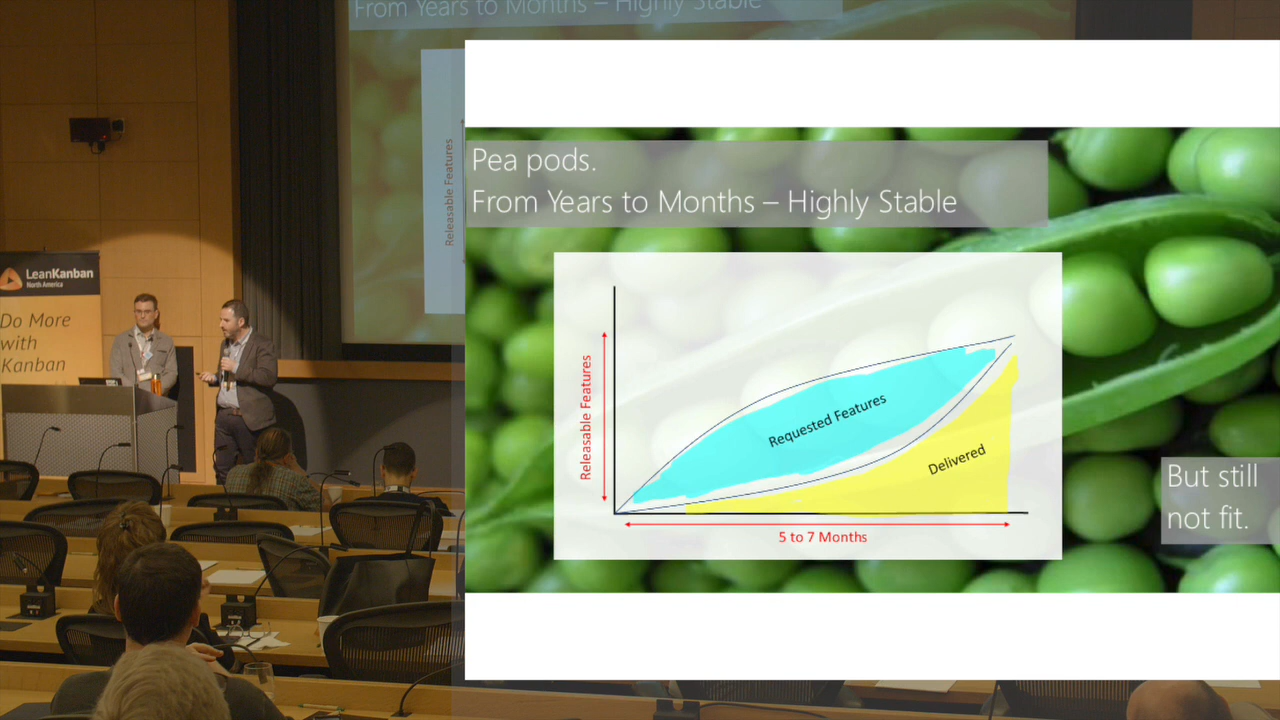 From Years to Months – Highly Stable
Releasable Features
LeanKanban
North America
Do More
with
Kanban
Pea pods.
From Years to Months – Highly Stable
Releasable Features
Requested Features
Delivered
5 to 7 Months
But still
not fit.